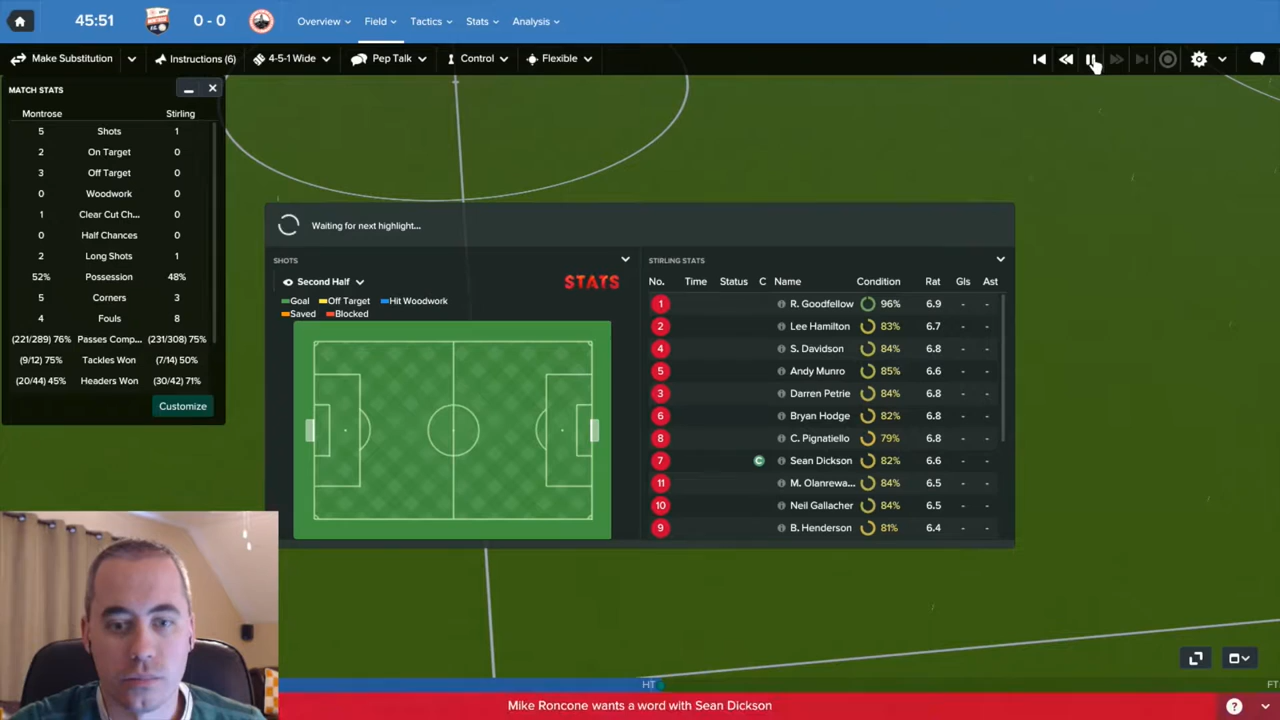 45:51 0 - 0 Overview Field Tactics Stats Analysis
Make Substitution Instructions (6) 4-5-1 Wide Pep Talk Control Flexible
MATCH STATS
Montrose Stirling
5 Shots 1
2 On Target 0
3 Off Target 0
0 Woodwork 0
1 Clear Cut Ch... 0
0 Half Chances 0
2 Long Shots 1
52% Possession 48%
5 Corners 3
4 Fouls 8
(221/289) 76% Passes Comp... (231/308) 75%
(9/12) 75% Tackles Won (7/14) 50%
(20/44) 45% Headers Won (30/42) 71%
Customize
Waiting for next highlight...
SHOTS
Second Half STATS
Goal Off Target Hit Woodwork
Saved Blocked
STIRLING STATS
No. Time Status C Name Condition Rat Gls Ast
1 R. Goodfellow 96% 6.9 - -
2 Lee Hamilton 83% 6.7 - -
4 S. Davidson 84% 6.8 - -
5 Andy Munro 85% 6.6 - -
3 Darren Petrie 84% 6.8 - -
6 Bryan Hodge 82% 6.8 - -
8 C. Pignatiello 79% 6.8 - -
7 C Sean Dickson 82% 6.6 - -
11 M. Olanrewa... 84% 6.5 - -
10 Neil Gallacher 84% 6.5 - -
9 B. Henderson 81% 6.4 - -
HT FT
Mike Roncone wants a word with Sean Dickson ?